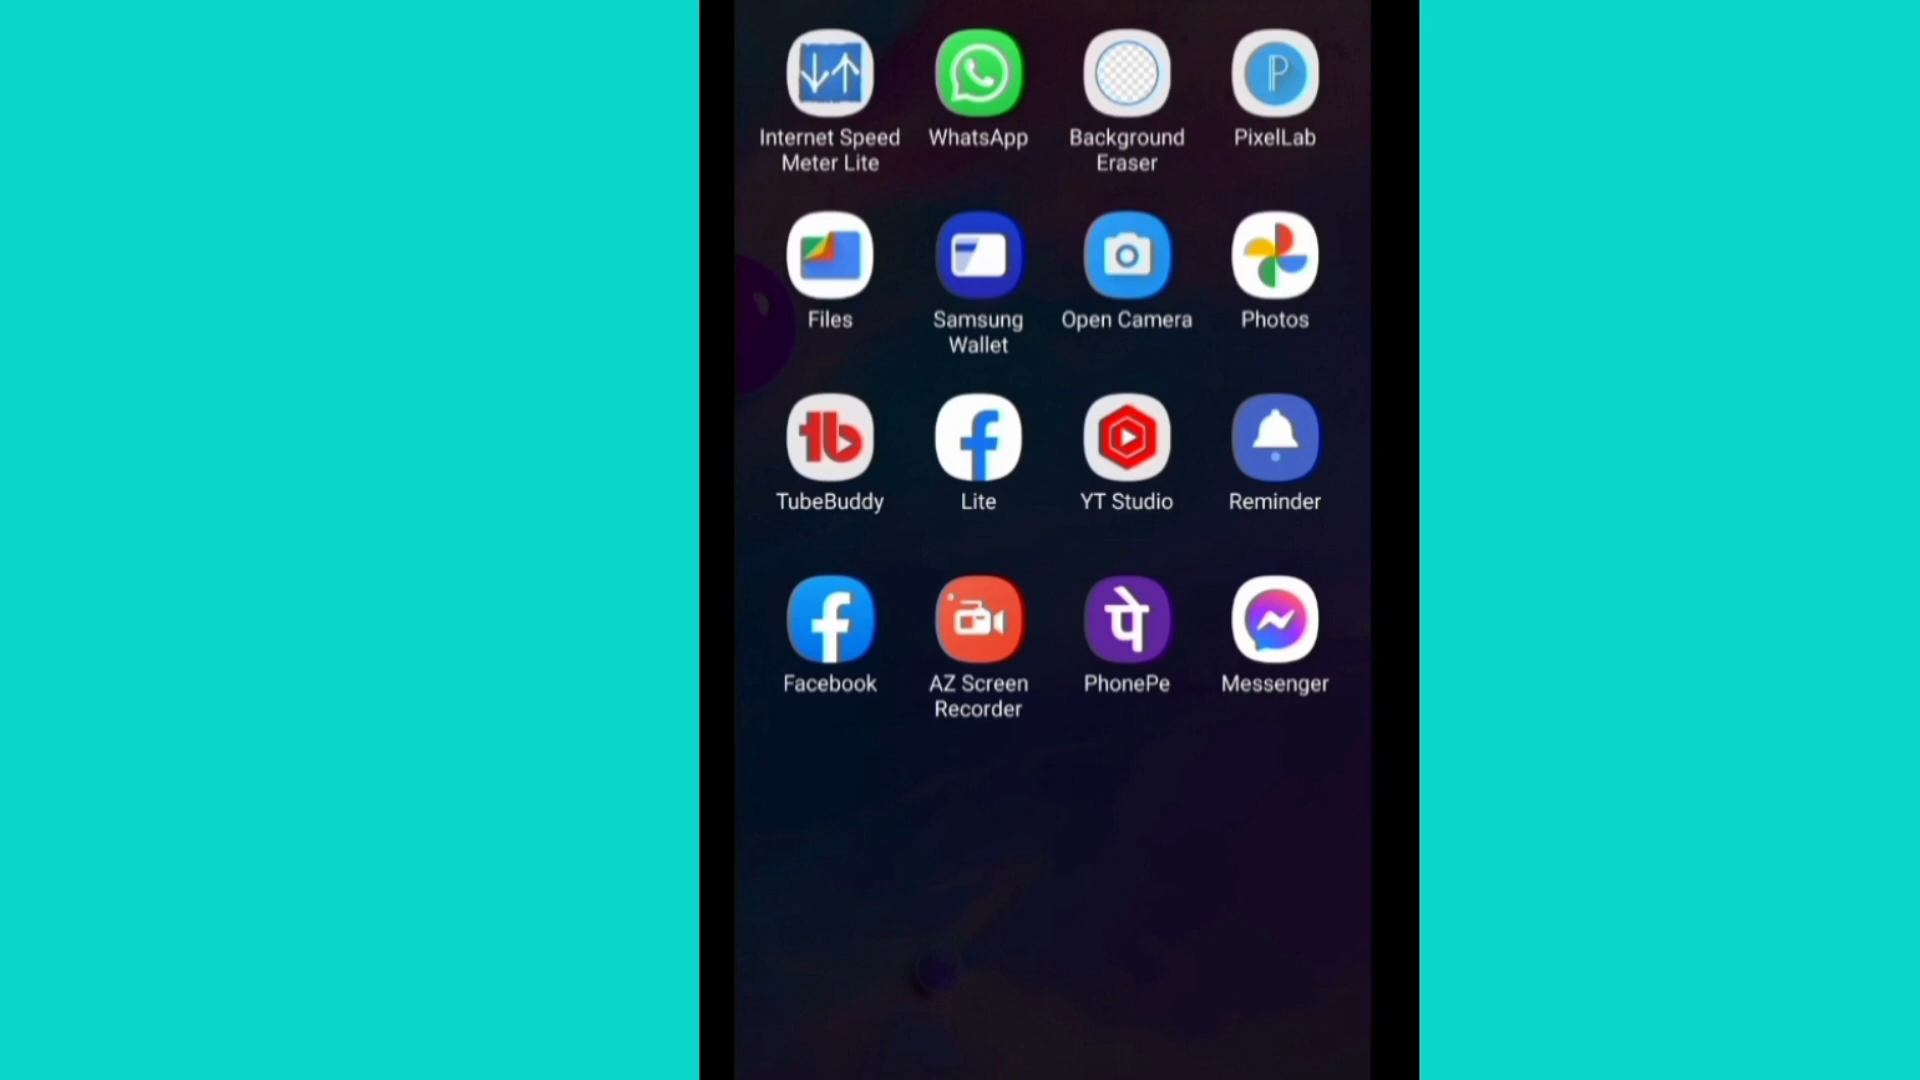 Internet Speed
Meter Lite
WhatsApp
Background
Eraser
P
PixelLab
Files
Samsung
Wallet
Open Camera
Photos
tb
TubeBuddy
f
Lite
YT Studio
Reminder
f
Facebook
AZ Screen
Recorder
पे
PhonePe
Messenger